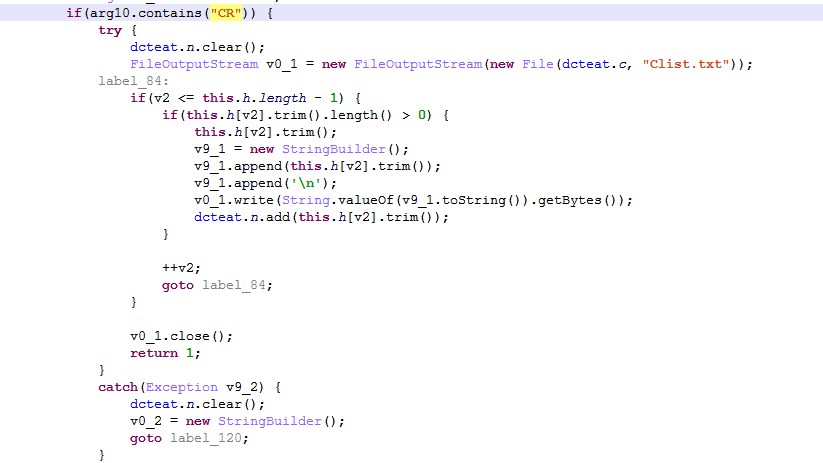 if(arg10.contains("CR")) {
try {
dcteat.n.clear();
FileOutputStream v0_1 = new FileOutputStream(new File(dcteat.c, "Clist.txt"));
label_84:
if(v2 <= this.h.length - 1) {
if(this.h[v2].trim().length() > 0) {
this.h[v2].trim();
v9_1 = new StringBuilder();
v9_1.append(this.h[v2].trim());
v9_1.append('\n');
v0_1.write(String.valueOf(v9_1.toString()).getBytes());
dcteat.n.add(this.h[v2].trim());
}
++v2;
goto label_84;
}
v0_1.close();
return 1;
}
catch(Exception v9_2) {
dcteat.n.clear();
v0_2 = new StringBuilder();
goto label_120;
}